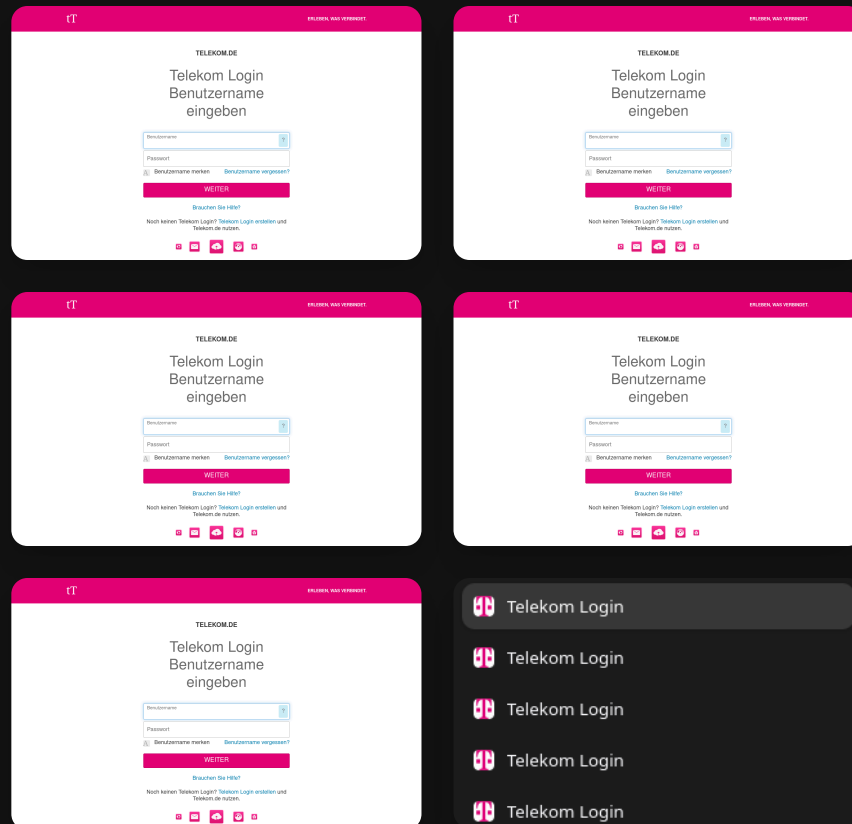 tT
ERLEBEN, WAS VERBINDET.
TELEKOM.DE
Telekom Login
Benutzername
eingeben
Benutzername
?
Passwort
Benutzername merken Benutzername vergessen?
WEITER
Brauchen Sie Hilfe?
Noch keinen Telekom Login? Telekom Login erstellen und
Telekom.de nutzen.
tT
ERLEBEN, WAS VERBINDET.
TELEKOM.DE
Telekom Login
Benutzername
eingeben
Benutzername
?
Passwort
Benutzername merken Benutzername vergessen?
WEITER
Brauchen Sie Hilfe?
Noch keinen Telekom Login? Telekom Login erstellen und
Telekom.de nutzen.
tT
ERLEBEN, WAS VERBINDET.
TELEKOM.DE
Telekom Login
Benutzername
eingeben
Benutzername
?
Passwort
Benutzername merken Benutzername vergessen?
WEITER
Brauchen Sie Hilfe?
Noch keinen Telekom Login? Telekom Login erstellen und
Telekom.de nutzen.
tT
ERLEBEN, WAS VERBINDET.
TELEKOM.DE
Telekom Login
Benutzername
eingeben
Benutzername
?
Passwort
Benutzername merken Benutzername vergessen?
WEITER
Brauchen Sie Hilfe?
Noch keinen Telekom Login? Telekom Login erstellen und
Telekom.de nutzen.
tT
ERLEBEN, WAS VERBINDET.
TELEKOM.DE
Telekom Login
Benutzername
eingeben
Benutzername
?
Passwort
Benutzername merken Benutzername vergessen?
WEITER
Brauchen Sie Hilfe?
Noch keinen Telekom Login? Telekom Login erstellen und
Telekom.de nutzen.
Telekom Login
Telekom Login
Telekom Login
Telekom Login
Telekom Login